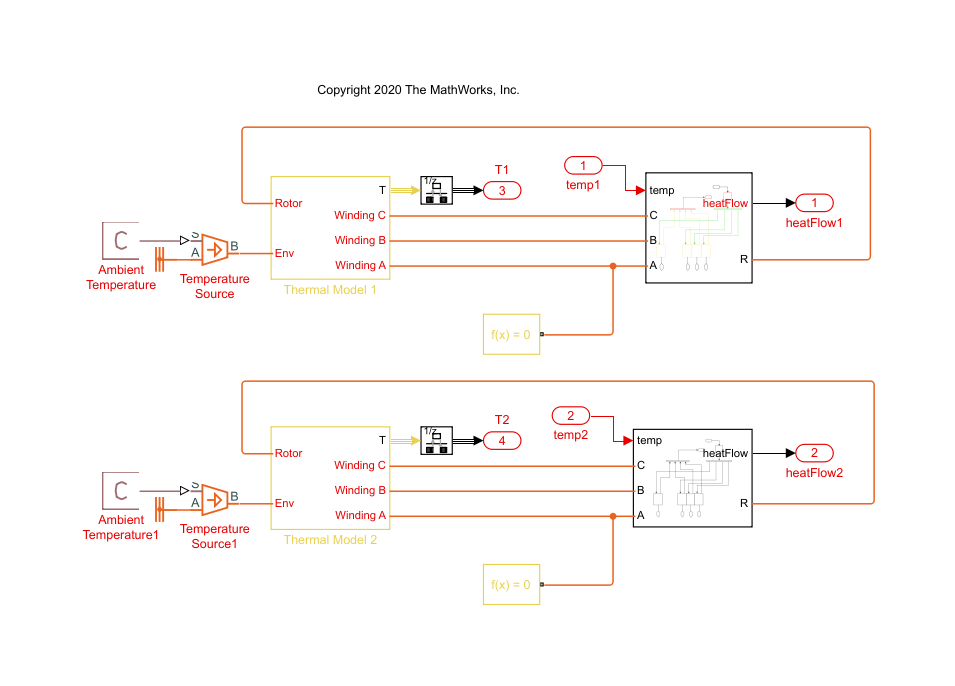 Copyright 2020 The MathWorks, Inc.
T1
1/z
3
1
temp1
T
Rotor
Winding C
Winding B
Winding A
Env
temp
heatFlow
C
B
A
R
1
heatFlow1
C
S
A
B
Ambient
Temperature
Temperature
Source
Thermal Model 1
f(x) = 0
T2
1/z
4
2
temp2
T
Rotor
Winding C
Winding B
Winding A
Env
temp
heatFlow
C
B
A
R
2
heatFlow2
C
S
A
B
Ambient
Temperature1
Temperature
Source1
Thermal Model 2
f(x) = 0